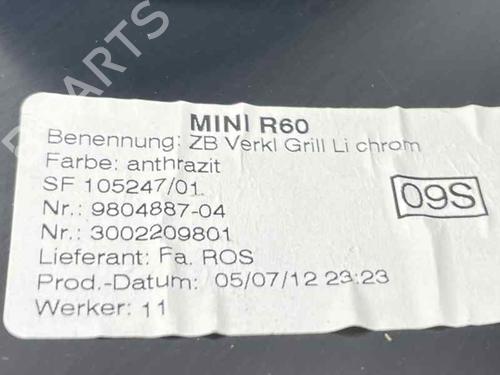 PARTS
MINI R60
Benennung: ZB Verkl Grill Li chrom
Farbe: anthrazit
SF 105247/01
09S
Nr.: 9804887-04
Nr.: 3002209801
Lieferant: Fa. ROS
Prod.-Datum: 05/07/12 23:23
Werker: 11